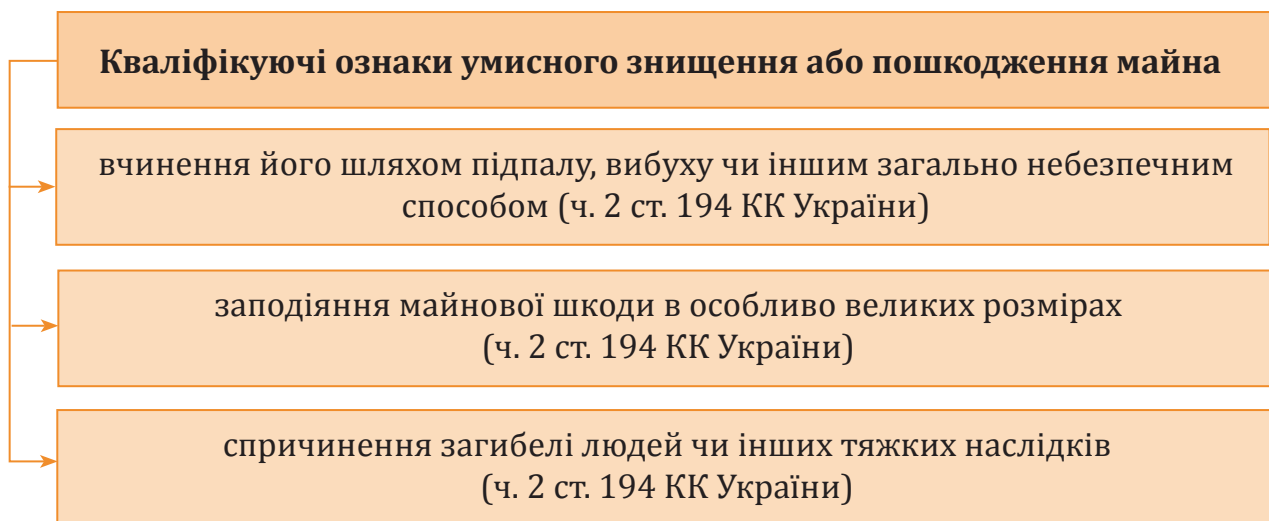 Кваліфікуючі ознаки умисного знищення або пошкодження майна
вчинення його шляхом підпалу, вибуху чи іншим загально небезпечним
способом (ч. 2 ст. 194 КК України)
заподіяння майнової шкоди в особливо великих розмірах
(ч. 2 ст. 194 КК України)
спричинення загибелі людей чи інших тяжких наслідків
(ч. 2 ст. 194 КК України)